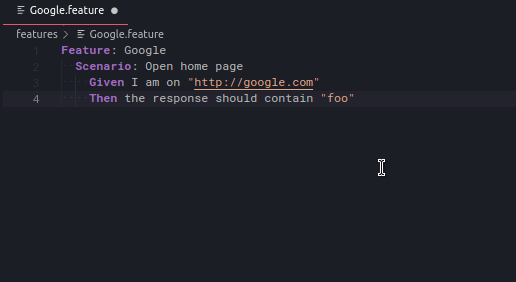 Google.feature
features > Google.feature
1 Feature: Google
2 Scenario: Open home page
3 Given I am on "http://google.com"
4 Then the response should contain "foo"